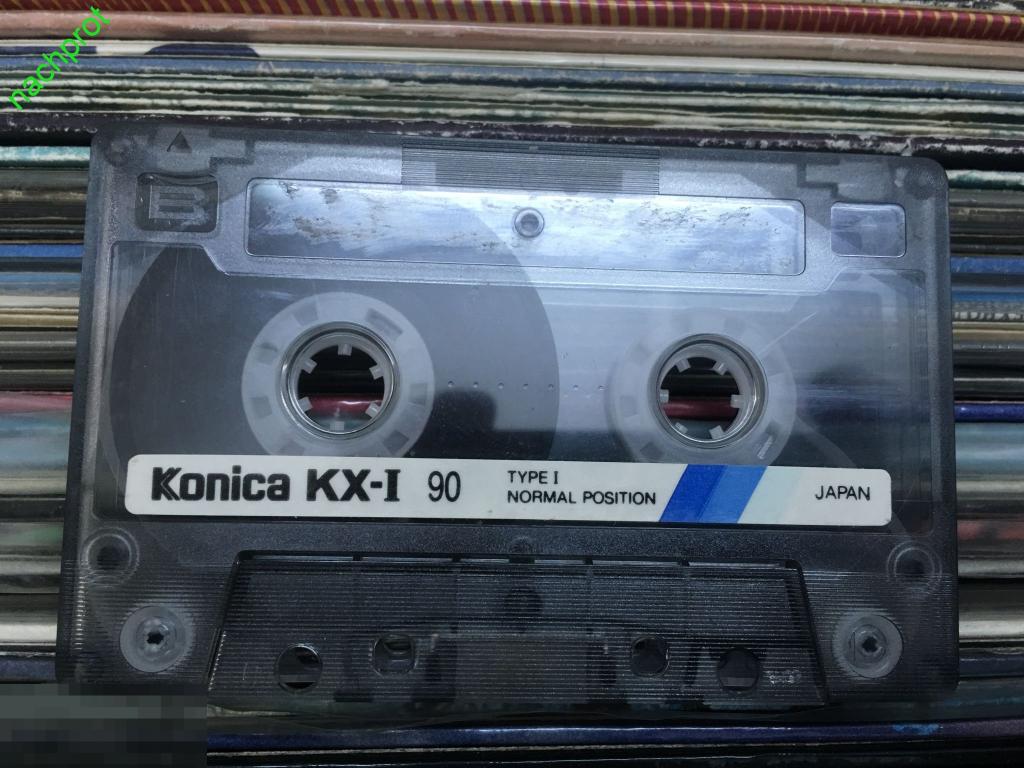 nachprot
B
Konica KX-I 90
TYPE I
NORMAL POSITION
JAPAN